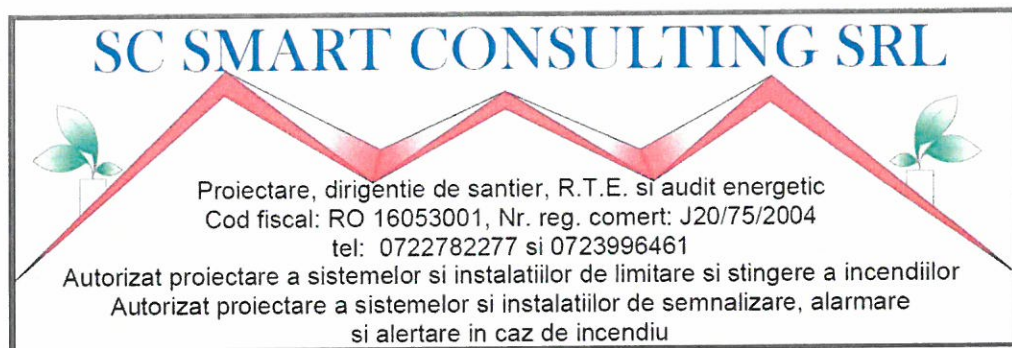 SC SMART CONSULTING SRL
Proiectare, dirigentie de santier, R.T.E. si audit energetic
Cod fiscal: RO 16053001, Nr. reg. comert: J20/75/2004
tel: 0722782277 si 0723996461
Autorizat proiectare a sistemelor si instalatiilor de limitare si stingere a incendiilor
Autorizat proiectare a sistemelor si instalatiilor de semnalizare, alarmare
si alertare in caz de incendiu